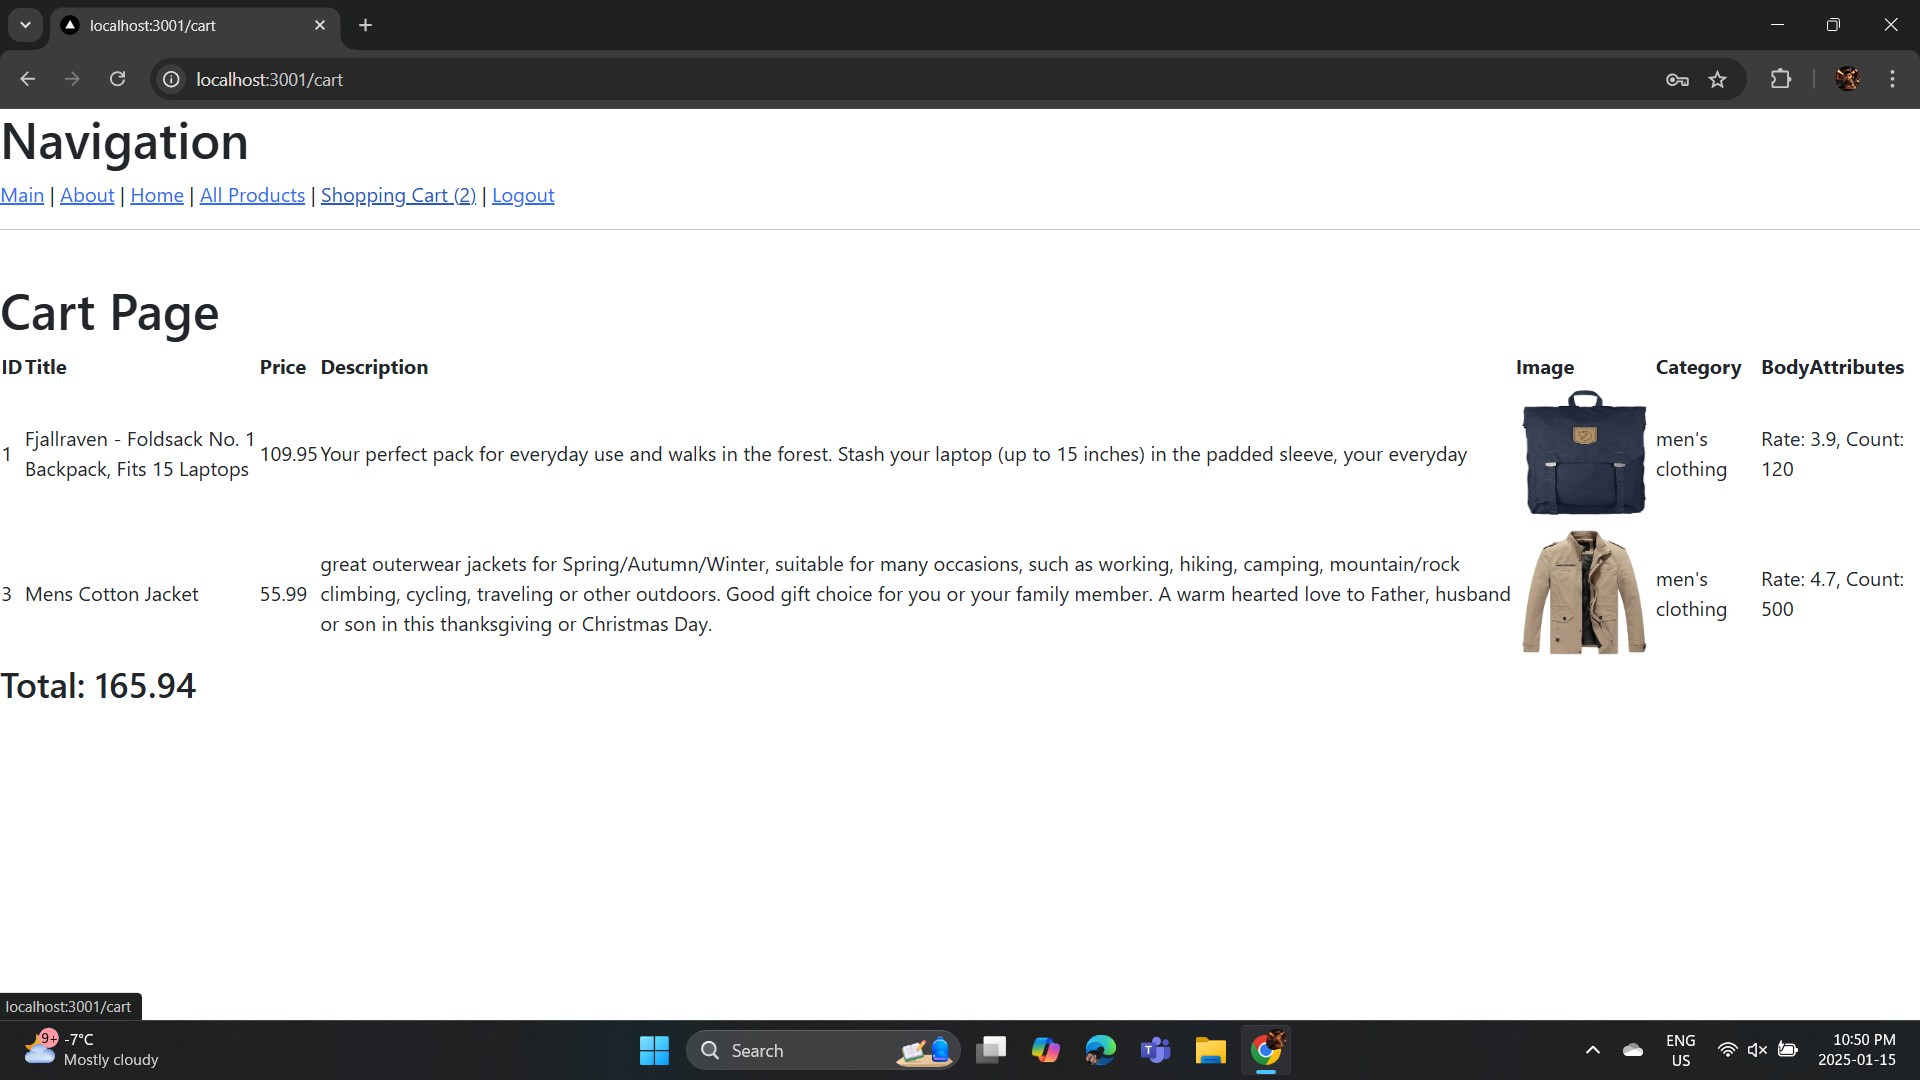 localhost:3001/cart
localhost:3001/cart
Navigation
Main | About | Home | All Products | Shopping Cart (2) | Logout
Cart Page
ID Title Price Description Image Category BodyAttributes
1 Fjallraven - Foldsack No. 1 Backpack, Fits 15 Laptops 109.95 Your perfect pack for everyday use and walks in the forest. Stash your laptop (up to 15 inches) in the padded sleeve, your everyday men's clothing Rate: 3.9, Count: 120
3 Mens Cotton Jacket 55.99 great outerwear jackets for Spring/Autumn/Winter, suitable for many occasions, such as working, hiking, camping, mountain/rock
climbing, cycling, traveling or other outdoors. Good gift choice for you or your family member. A warm hearted love to Father, husband
or son in this thanksgiving or Christmas Day. men's clothing Rate: 4.7, Count: 500
Total: 165.94
localhost:3001/cart
9+
-7°C
Mostly cloudy
Search
ENG
US
10:50 PM
2025-01-15